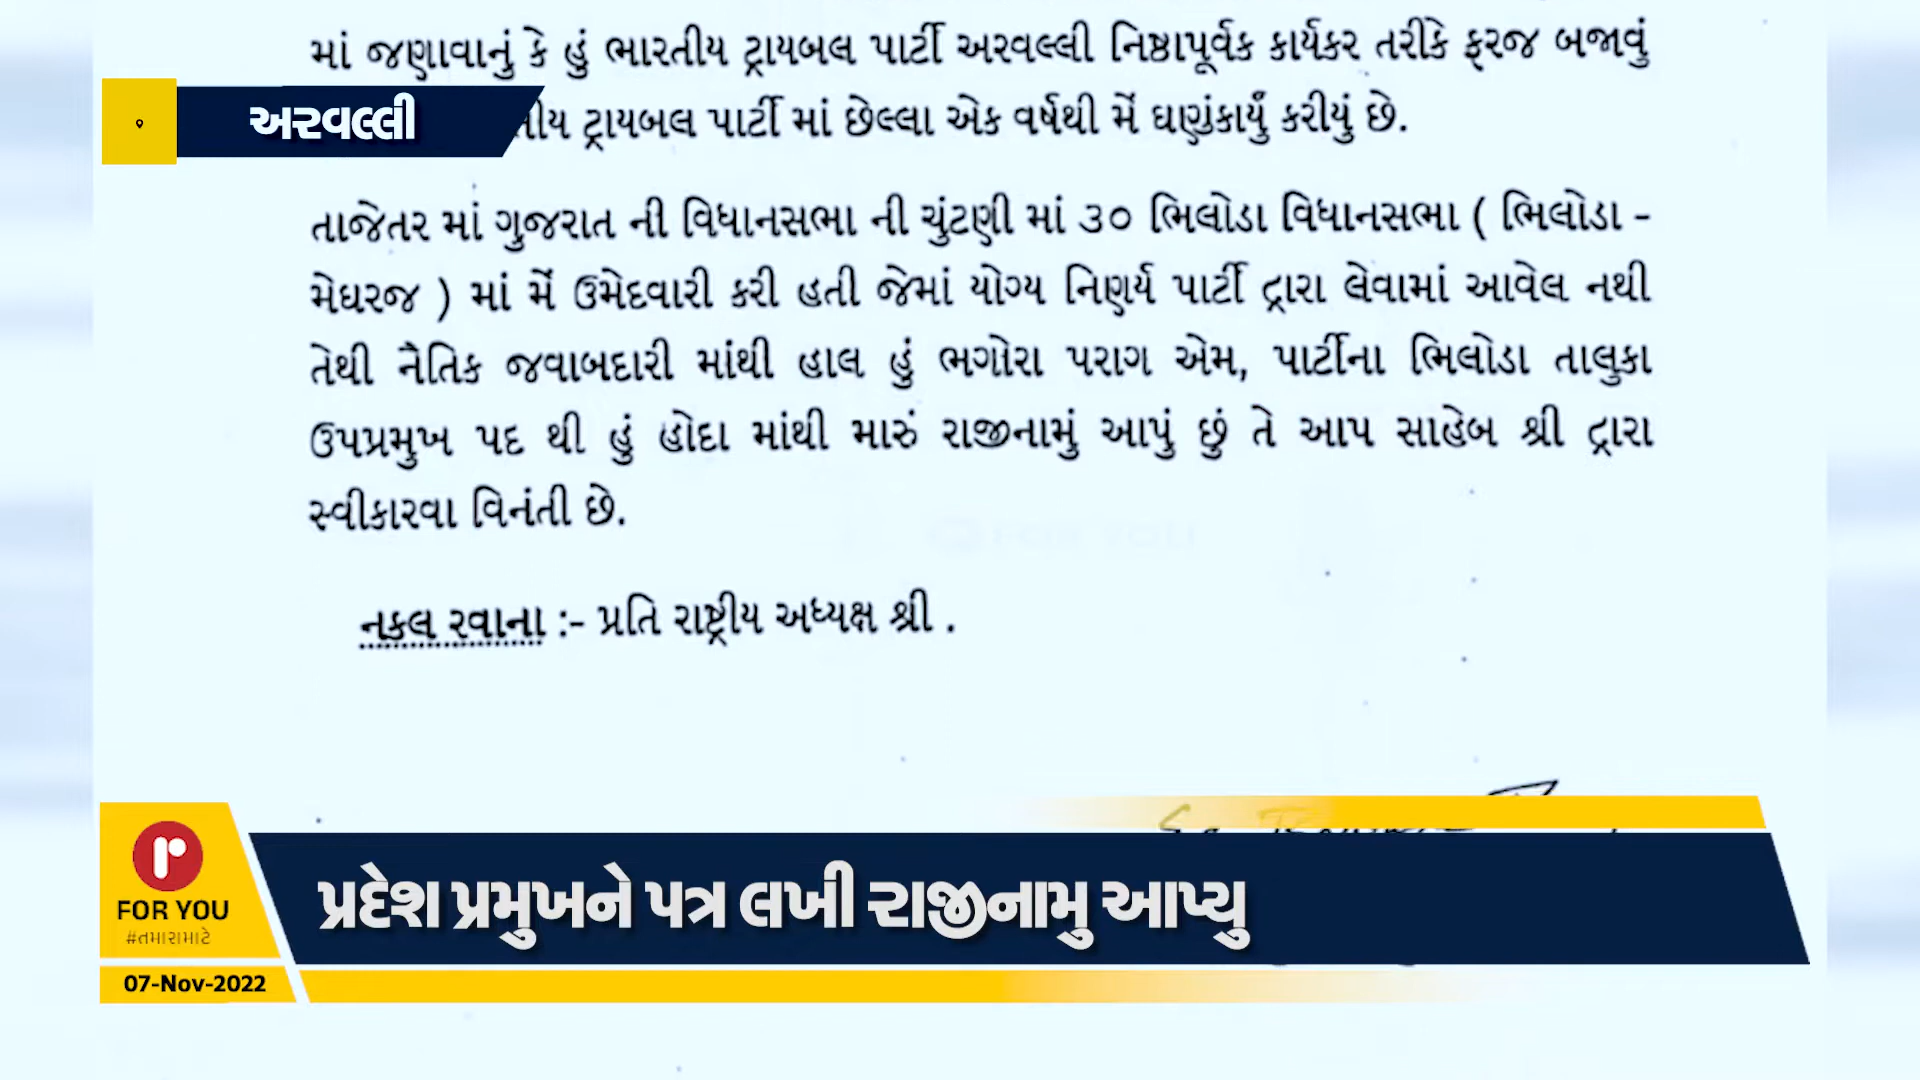 માં જણાવાનું કે હું ભારતીય ટ્રાયબલ પાર્ટી અરવલ્લી નિષ્ઠાપૂર્વક કાર્યકર તરીકે ફરજ બજાવું
અરવલ્લી
ટ્રાયબલ પાર્ટી માં છેલ્લા એક વર્ષથી મેં ઘણુંકાર્યું કરીયું છે.
તાજેતર માં ગુજરાત ની વિધાનસભા ની ચુંટણી માં ૩૦ ભિલોડા વિધાનસભા ( ભિલોડા -
મેઘરજ ) માં મેં ઉમેદવારી કરી હતી જેમાં યોગ્ય નિણર્ય પાર્ટી દ્રારા લેવામાં આવેલ નથી
તેથી નૈતિક જવાબદારી માંથી હાલ હું ભગોરા પરાગ એમ, પાર્ટીના ભિલોડા તાલુકા
ઉપપ્રમુખ પદ થી હું હોદા માંથી મારું રાજીનામું આપું છું તે આપ સાહેબ શ્રી દ્રારા
સ્વીકારવા વિનંતી છે.
નકલ રવાના :- પ્રતિ રાષ્ટ્રીય અધ્યક્ષ શ્રી .
પ્રદેશ પ્રમુખને પત્ર લખી રાજીનામુ આપ્યુ
r
FOR YOU
#તમારામાટે
07-Nov-2022